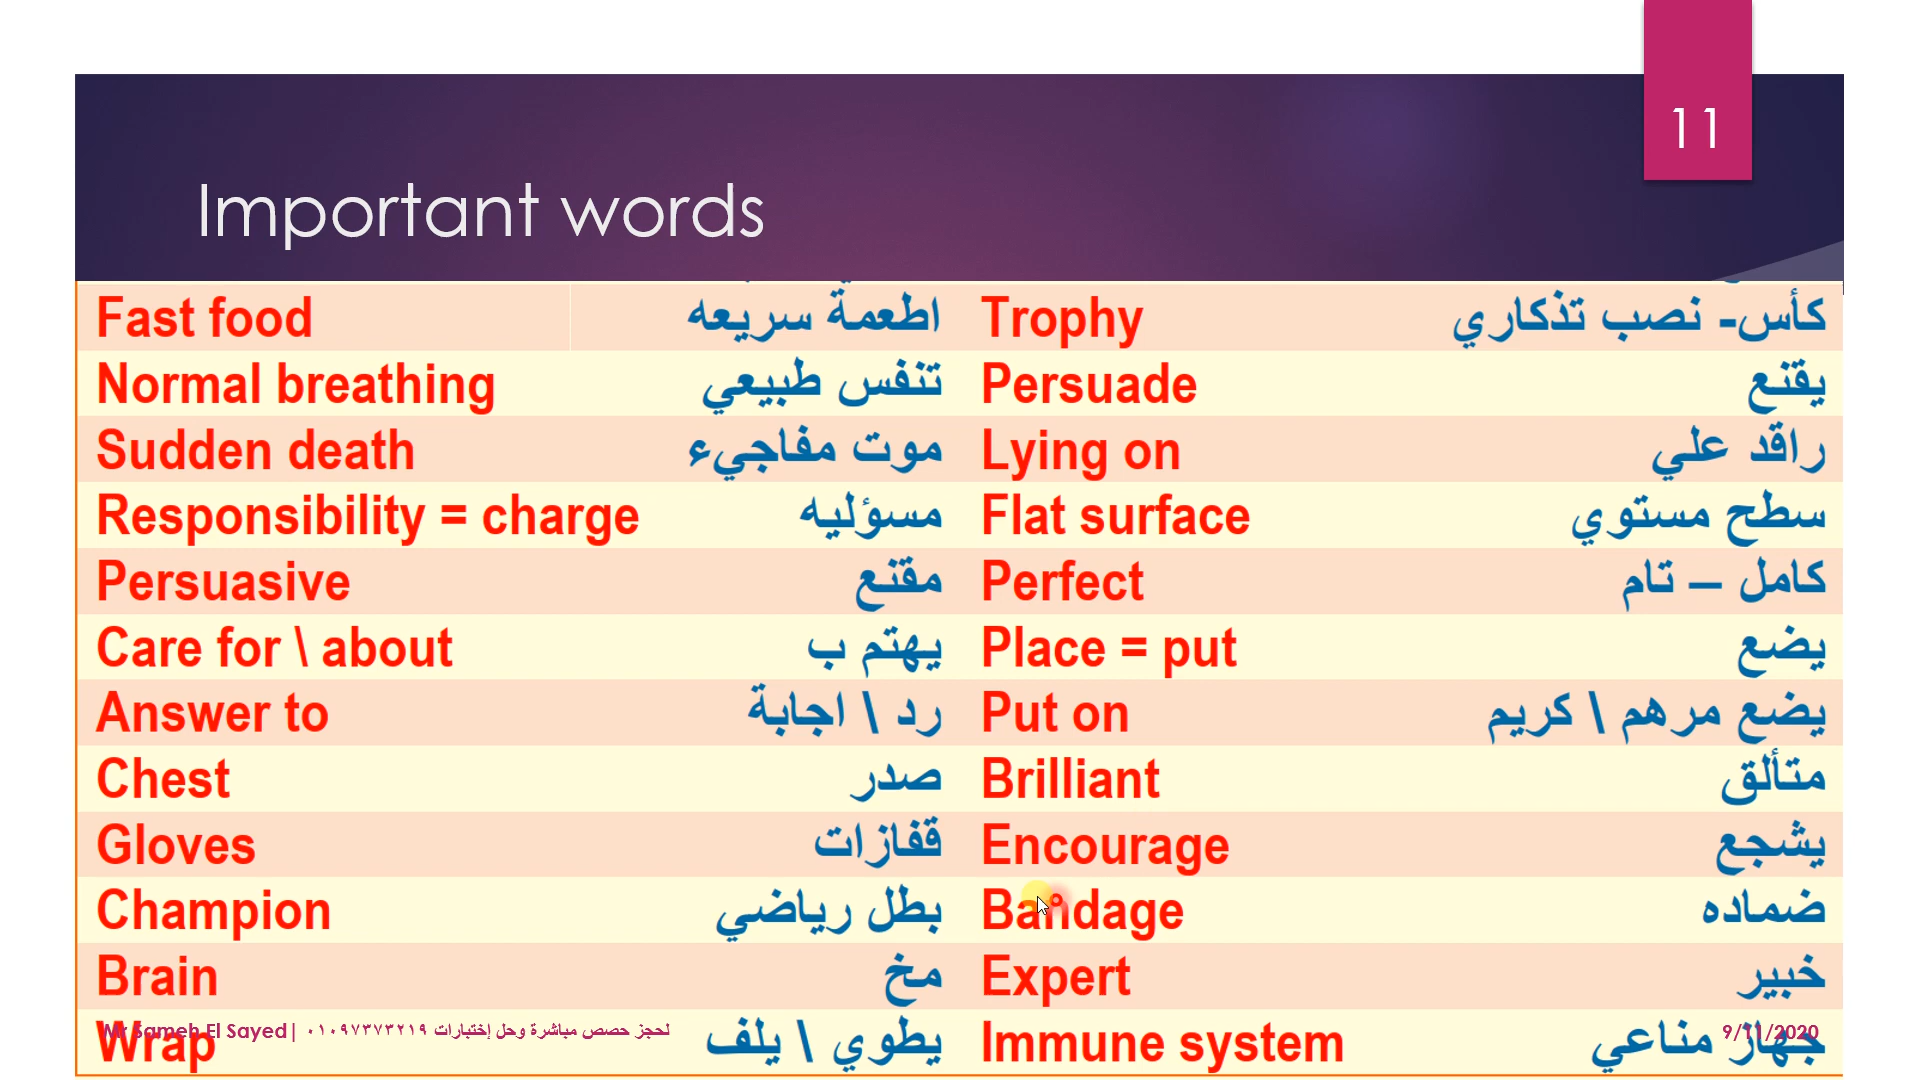 11
Important words
Fast food اطعمة سريعه Trophy كأس- نصب تذكاري
Normal breathing تنفس طبيعي Persuade يقنع
Sudden death موت مفاجيء Lying on راقد علي
Responsibility = charge مسؤليه Flat surface سطح مستوي
Persuasive مقنع Perfect كامل – تام
Care for \ about يهتم ب Place = put يضع
Answer to رد \ اجابة Put on يضع مرهم \ كريم
Chest صدر Brilliant متألق
Gloves قفازات Encourage يشجع
Champion بطل رياضي Bandage ضماده
Brain مخ Expert خبير
Wrap يطوي \ يلف Immune system جهاز مناعي
Mr Sameh El Sayed| لحجز حصص مباشرة وحل إختبارات ٠١٠٩٧٣٧٣٢١٩
9/11/2020